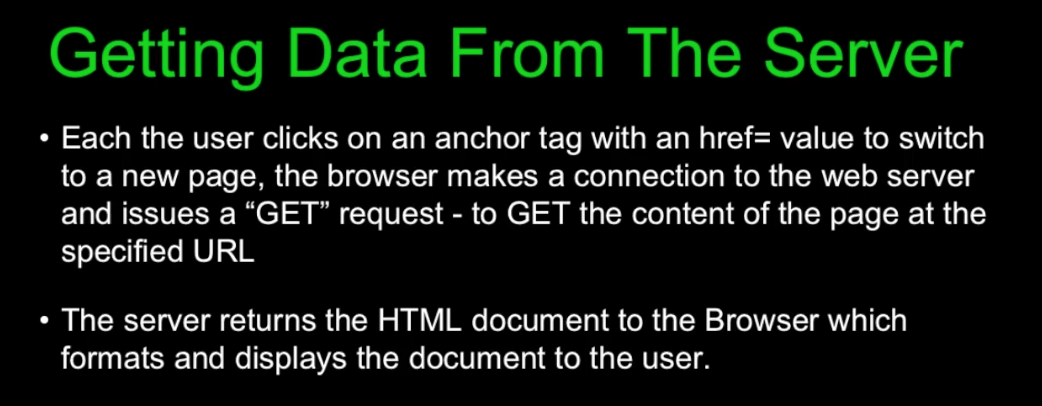 Getting Data From The Server
• Each the user clicks on an anchor tag with an href= value to switch
to a new page, the browser makes a connection to the web server
and issues a “GET” request - to GET the content of the page at the
specified URL
• The server returns the HTML document to the Browser which
formats and displays the document to the user.